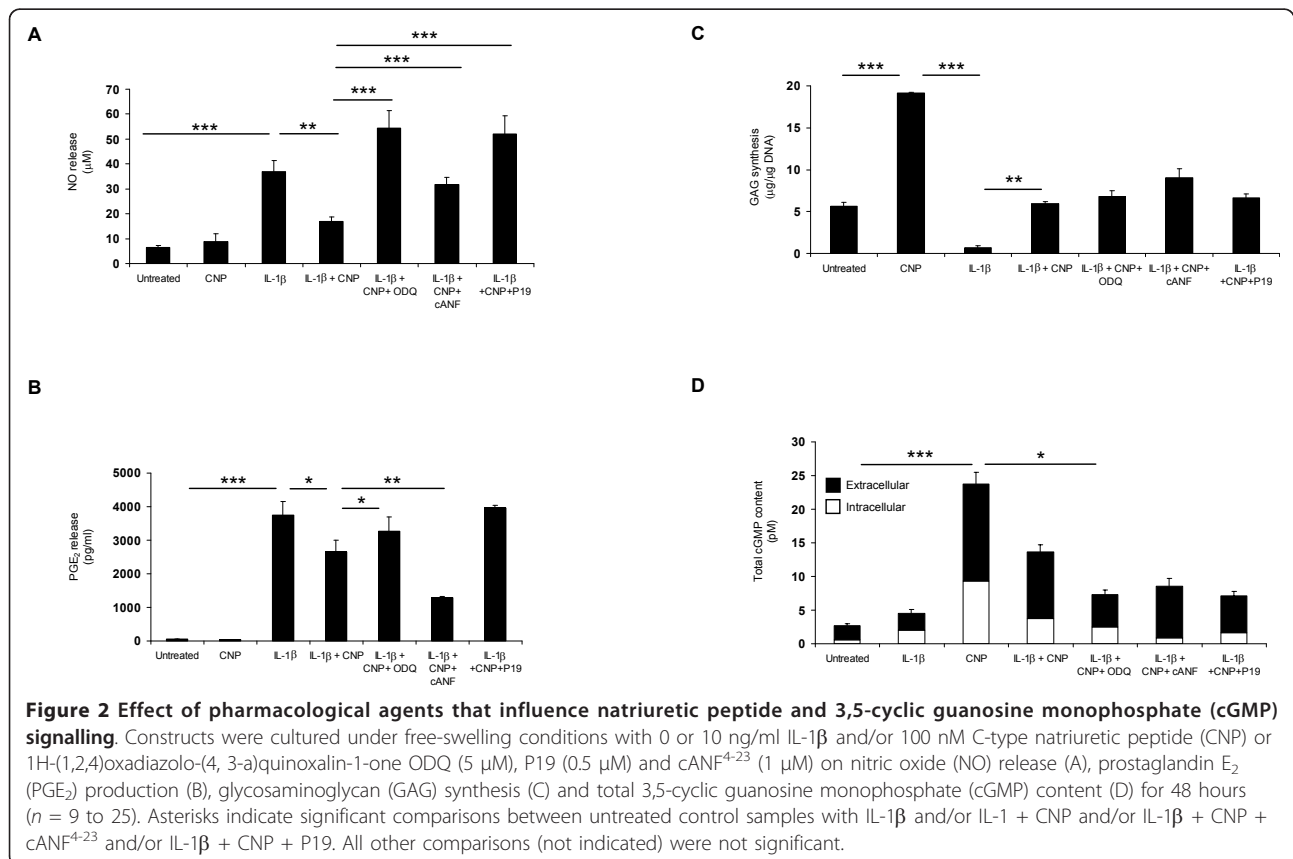 A
***
***
***
***
**
80
70
60
50
40
30
20
10
0
NO release
(µM)
Untreated
CNP
IL-1β
IL-1β + CNP
IL-1β +
CNP+ ODQ
IL-1β +
CNP+
cANF
IL-1β
+CNP+P19
C
***
***
**
20
15
10
5
0
GAG synthesis
(µg/µg DNA)
Untreated
CNP
IL-1β
IL-1β + CNP
IL-1β + CNP+
ODQ
IL-1β + CNP+
cANF
IL-1β
+CNP+P19
B
***
*
**
*
5000
4000
3000
2000
1000
0
PGE2 release
(pg/ml)
Untreated
CNP
IL-1β
IL-1β + CNP
IL-1β +
CNP+ ODQ
IL-1β +
CNP+
cANF
IL-1β
+CNP+P19
D
***
*
30
25
20
15
10
5
0
Total cGMP content
(pM)
Extracellular
Intracellular
Untreated
IL-1β
CNP
IL-1β + CNP
IL-1β +
CNP+ ODQ
IL-1β +
CNP+ cANF
IL-1β
+CNP+P19
Figure 2 Effect of pharmacological agents that influence natriuretic peptide and 3,5-cyclic guanosine monophosphate (cGMP)
signalling. Constructs were cultured under free-swelling conditions with 0 or 10 ng/ml IL-1β and/or 100 nM C-type natriuretic peptide (CNP) or
1H-(1,2,4)oxadiazolo-(4, 3-a)quinoxalin-1-one ODQ (5 µM), P19 (0.5 µM) and cANF4-23 (1 µM) on nitric oxide (NO) release (A), prostaglandin E2
(PGE2) production (B), glycosaminoglycan (GAG) synthesis (C) and total 3,5-cyclic guanosine monophosphate (cGMP) content (D) for 48 hours
(n = 9 to 25). Asterisks indicate significant comparisons between untreated control samples with IL-1β and/or IL-1 + CNP and/or IL-1β + CNP +
cANF4-23 and/or IL-1β + CNP + P19. All other comparisons (not indicated) were not significant.